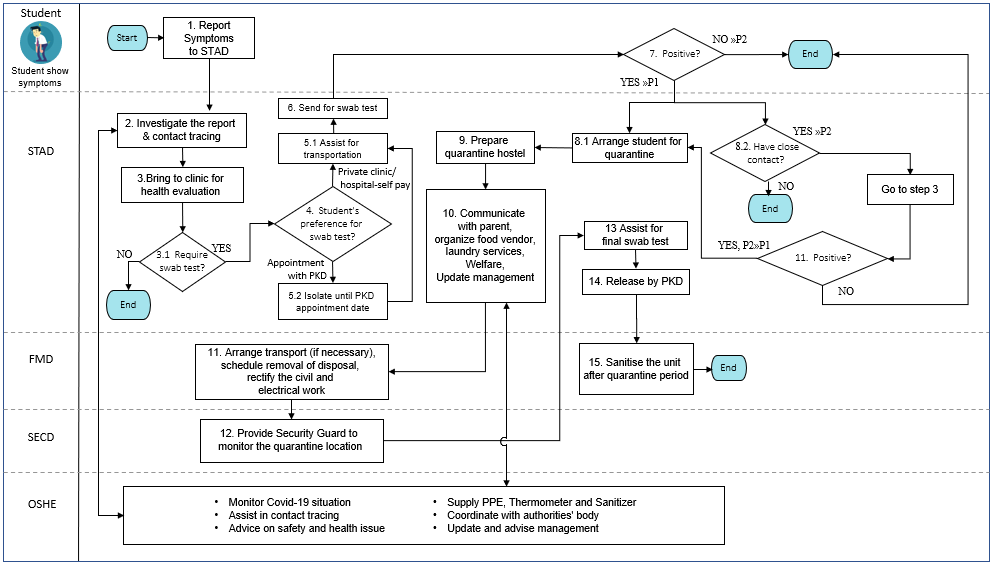 Student
Student show
symptoms
Start
1. Report
Symptoms
to STAD
7. Positive?
NO »P2
End
YES »P1
STAD
2. Investigate the report
& contact tracing
3.Bring to clinic for
health evaluation
3.1 Require
swab test?
NO
YES
End
6. Send for swab test
5.1 Assist for
transportation
Private clinic/
hospital-self pay
4. Student's
preference for
swab test?
Appointment
with PKD
5.2 Isolate until PKD
appointment date
9. Prepare
quarantine hostel
10. Communicate
with parent,
organize food vendor,
laundry services,
Welfare,
Update management
8.1 Arrange student for
quarantine
8.2. Have close
contact?
YES »P2
NO
End
Go to step 3
13 Assist for
final swab test
14. Release by PKD
YES, P2»P1
11. Positive?
NO
FMD
11. Arrange transport (if necessary),
schedule removal of disposal,
rectify the civil and
electrical work
15. Sanitise the unit
after quarantine period
End
SECD
12. Provide Security Guard to
monitor the quarantine location
OSHE
• Monitor Covid-19 situation
• Assist in contact tracing
• Advice on safety and health issue
• Supply PPE, Thermometer and Sanitizer
• Coordinate with authorities' body
• Update and advise management